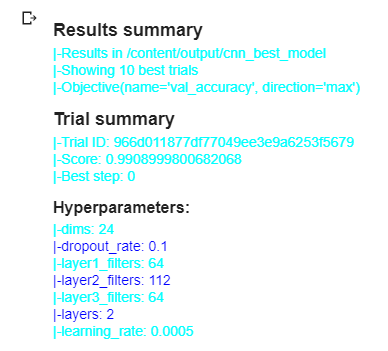 Results summary
|-Results in /content/output/cnn_best_model
|-Showing 10 best trials
|-Objective(name='val_accuracy', direction='max')
Trial summary
|-Trial ID: 966d011877df77049ee3e9a6253f5679
|-Score: 0.9908999800682068
|-Best step: 0
Hyperparameters:
|-dims: 24
|-dropout_rate: 0.1
|-layer1_filters: 64
|-layer2_filters: 112
|-layer3_filters: 64
|-layers: 2
|-learning_rate: 0.0005